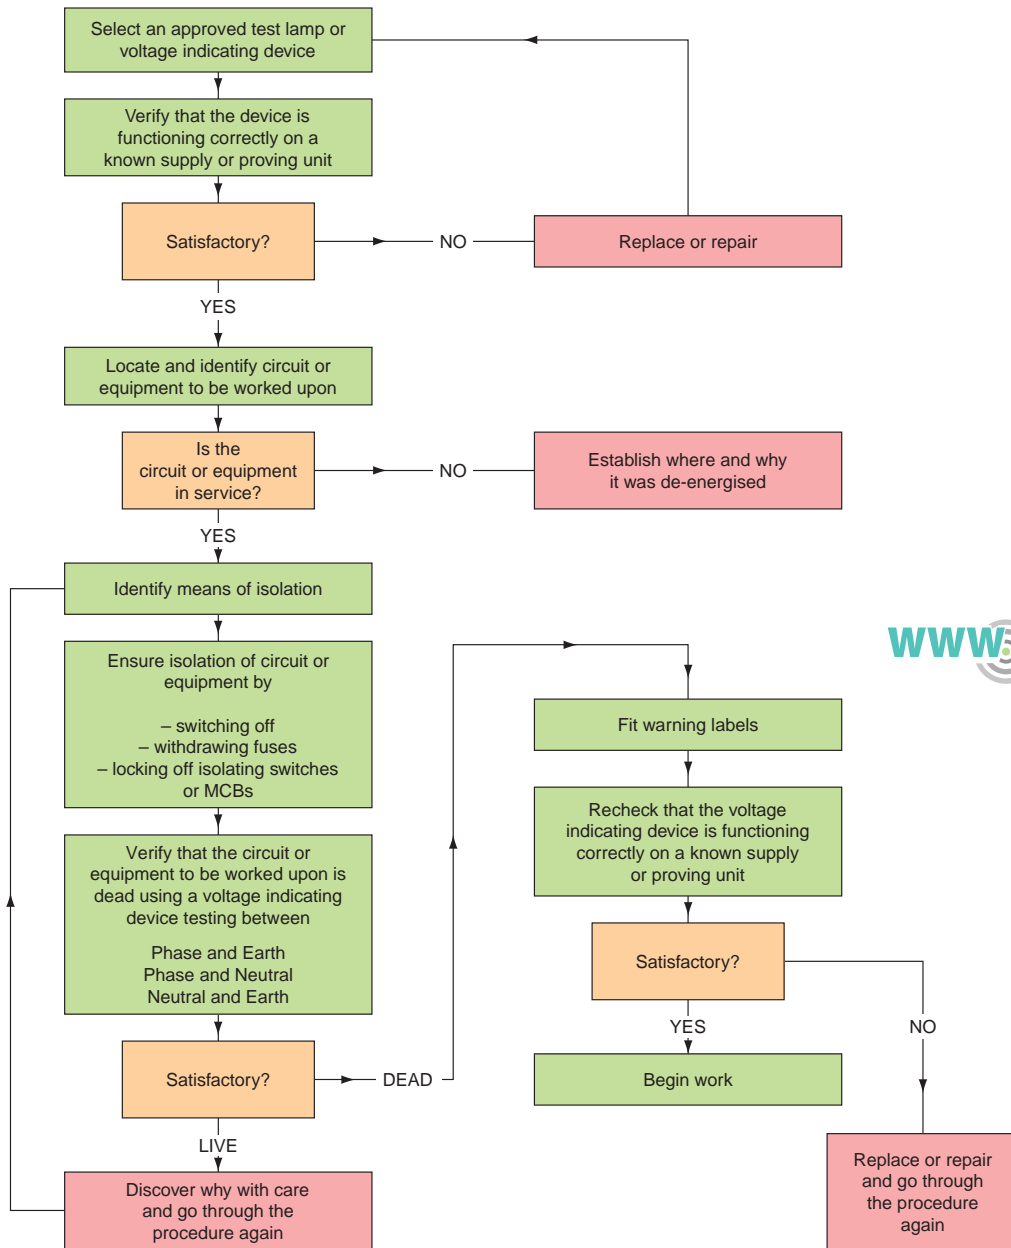 Select an approved test lamp or
voltage indicating device
Verify that the device is
functioning correctly on a
known supply or proving unit
Satisfactory?
NO
Replace or repair
YES
Locate and identify circuit or
equipment to be worked upon
Is the
circuit or equipment
in service?
NO
Establish where and why
it was de-energised
YES
Identify means of isolation
Ensure isolation of circuit or
equipment by
– switching off
– withdrawing fuses
– locking off isolating switches
or MCBs
Verify that the circuit or
equipment to be worked upon is
dead using a voltage indicating
device testing between
Phase and Earth
Phase and Neutral
Neutral and Earth
Satisfactory?
DEAD
LIVE
Discover why with care
and go through the
procedure again
www.
Fit warning labels
Recheck that the voltage
indicating device is functioning
correctly on a known supply
or proving unit
Satisfactory?
YES
NO
Begin work
Replace or repair
and go through
the procedure
again